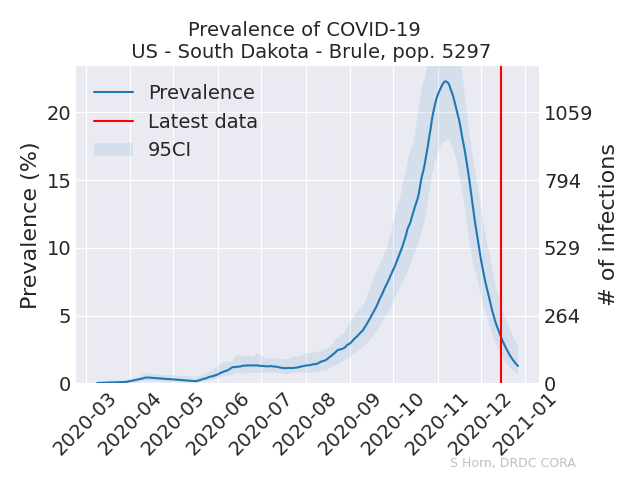 Prevalence of COVID-19
US - South Dakota - Brule, pop. 5297
Prevalence
Latest data
95CI
Prevalence (%)
0
5
10
15
20
# of infections
0
264
529
794
1059
2020-03
2020-04
2020-05
2020-06
2020-07
2020-08
2020-09
2020-10
2020-11
2020-12
2021-01
S Horn, DRDC CORA